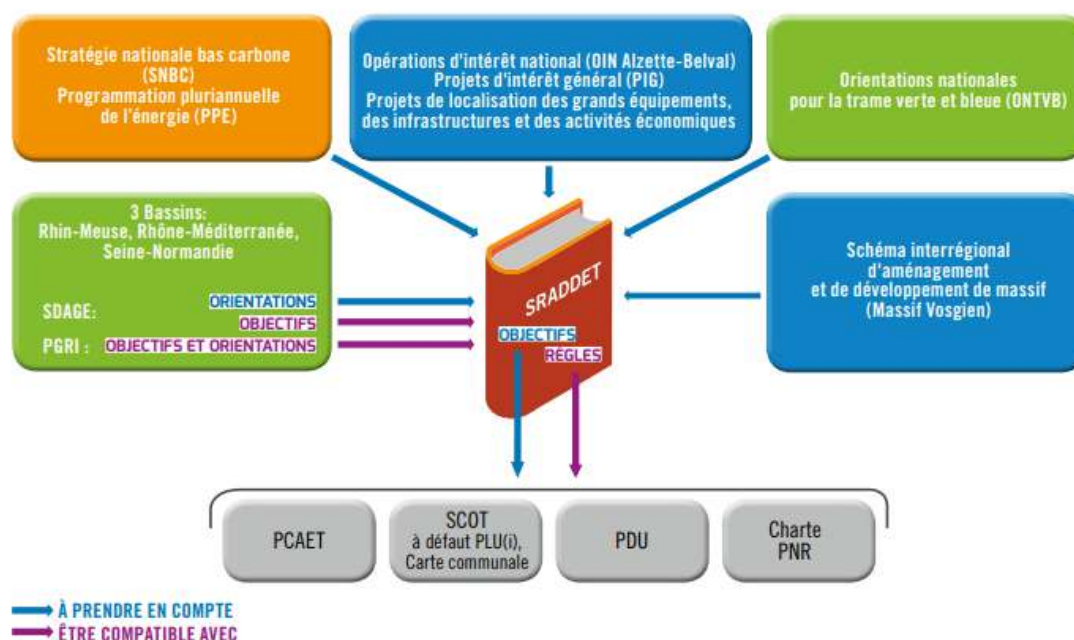 Stratégie nationale bas carbone
(SNBC)
Programmation pluriannuelle
de l'énergie (PPE)
Opérations d'intérêt national (OIN Alzette-Belval)
Projets d'intérêt général (PIG)
Projets de localisation des grands équipements,
des infrastructures et des activités économiques
Orientations nationales
pour la trame verte et bleue (ONTVB)
3 Bassins:
Rhin-Meuse, Rhône-Méditerranée,
Seine-Normandie
SDAGE: ORIENTATIONS
OBJECTIFS
PGRI : OBJECTIFS ET ORIENTATIONS
SRADDET
OBJECTIFS
RÈGLES
Schéma interrégional
d'aménagement
et de développement de massif
(Massif Vosgien)
PCAET
SCOT
à défaut PLU(i),
Carte communale
PDU
Charte
PNR
À PRENDRE EN COMPTE
ÊTRE COMPATIBLE AVEC